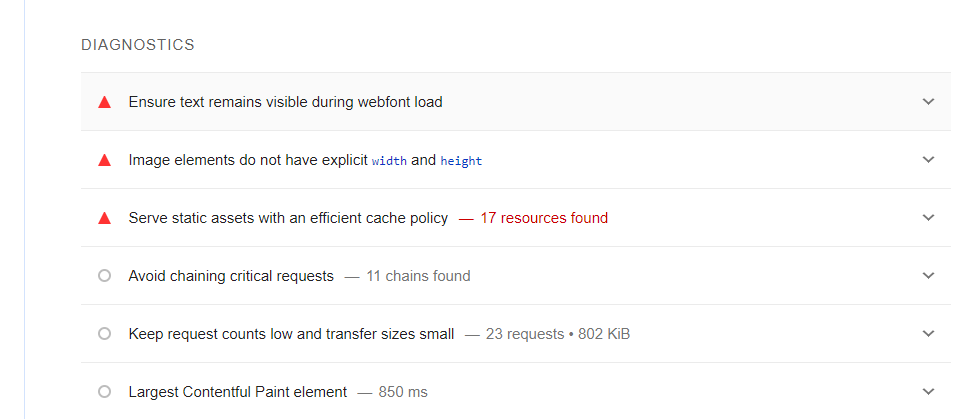 DIAGNOSTICS
Ensure text remains visible during webfont load
Image elements do not have explicit width and height
Serve static assets with an efficient cache policy — 17 resources found
Avoid chaining critical requests — 11 chains found
Keep request counts low and transfer sizes small — 23 requests • 802 KiB
Largest Contentful Paint element — 850 ms